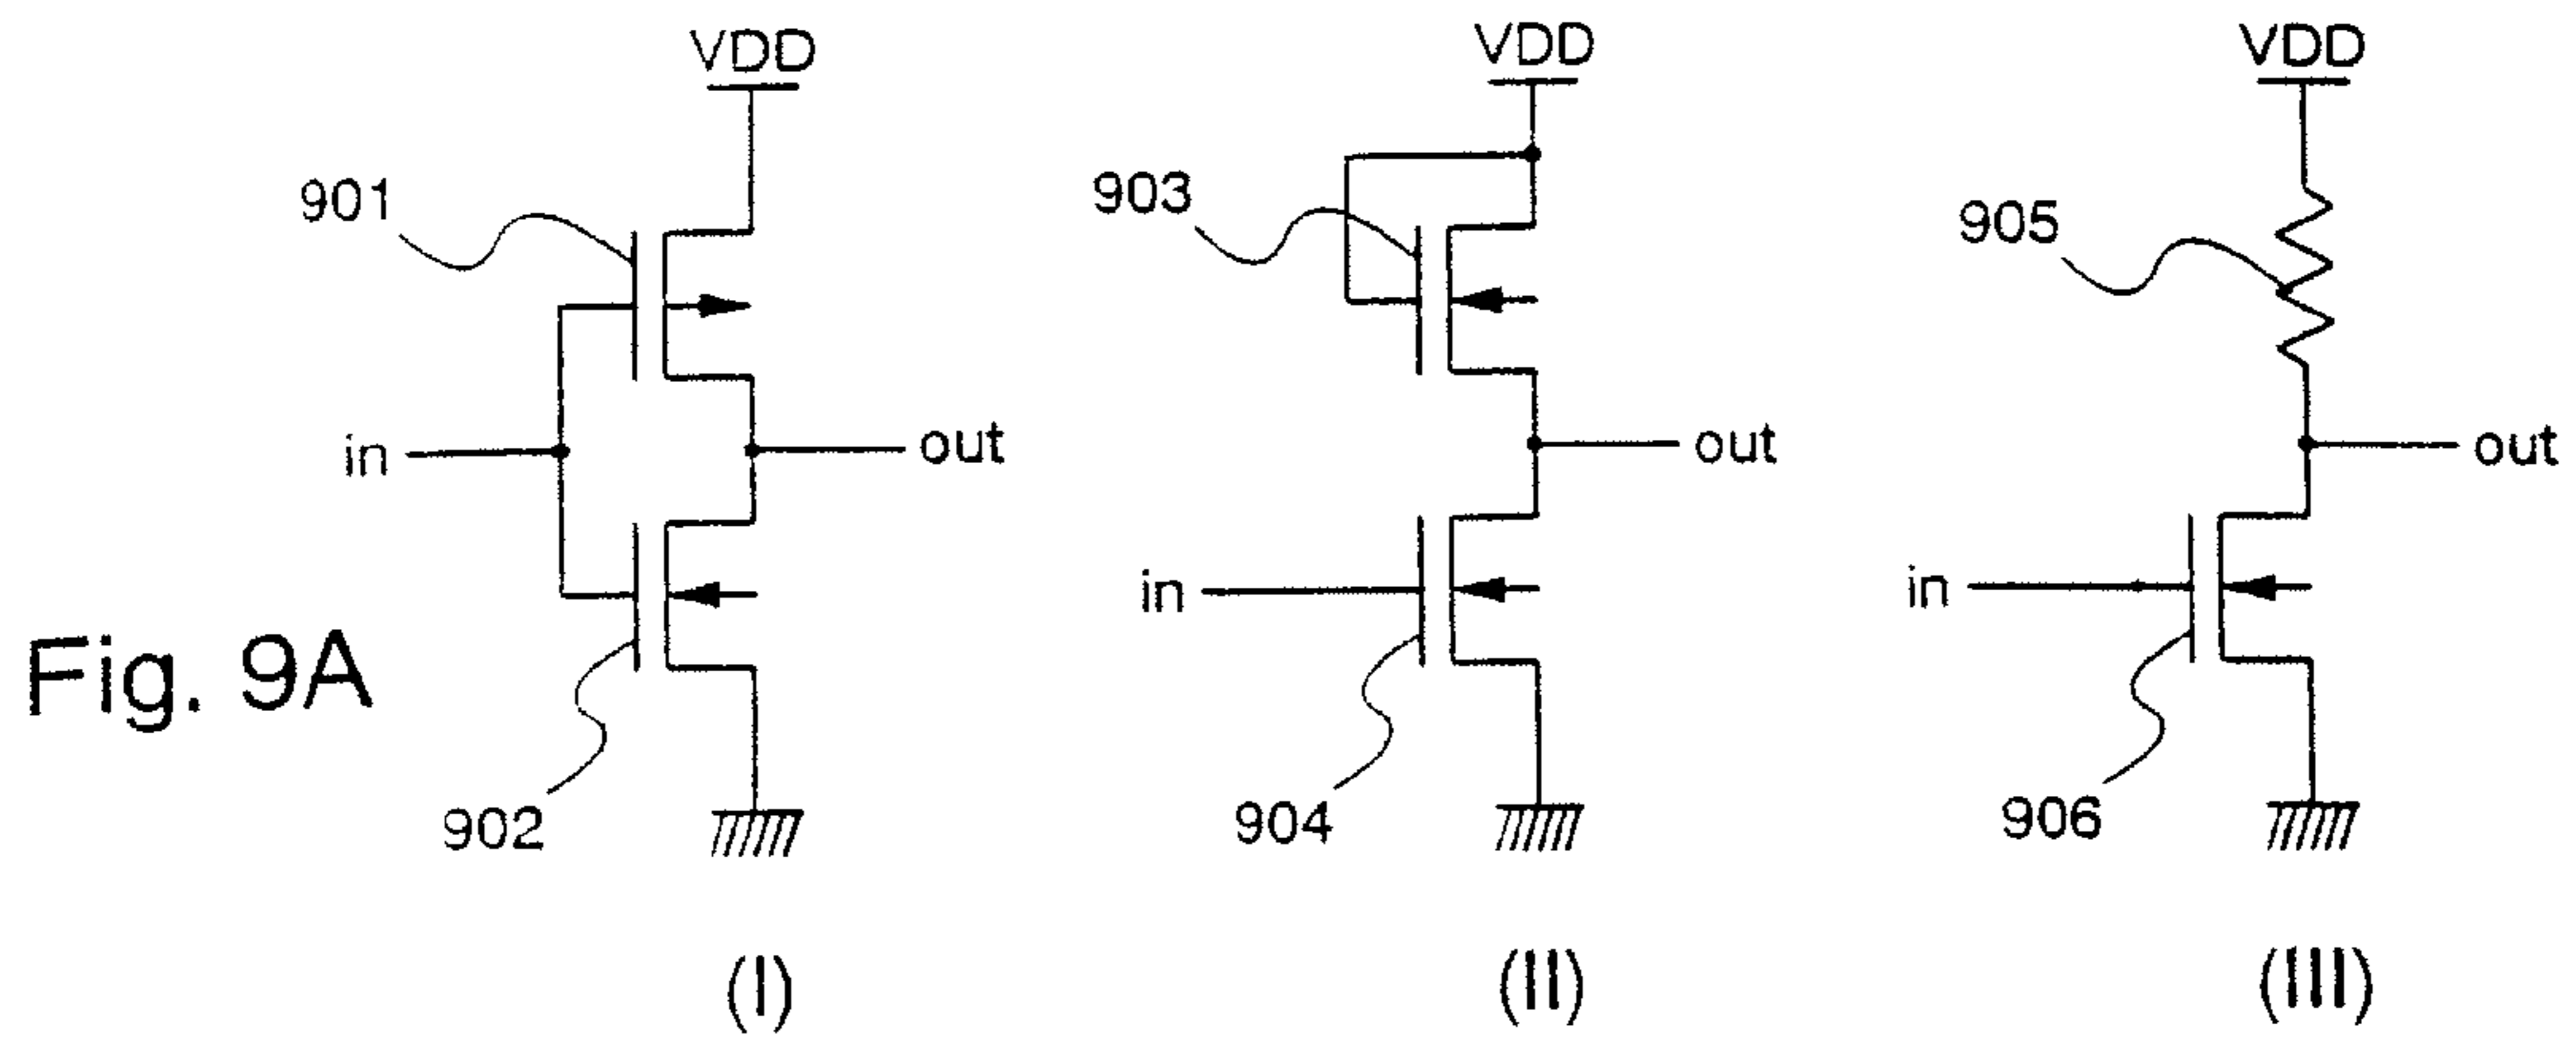 VDD
VDD
VDD
901
903
905
in
out
out
out
in
in
Fig. 9A
902
904
906
(I)
(II)
(III)